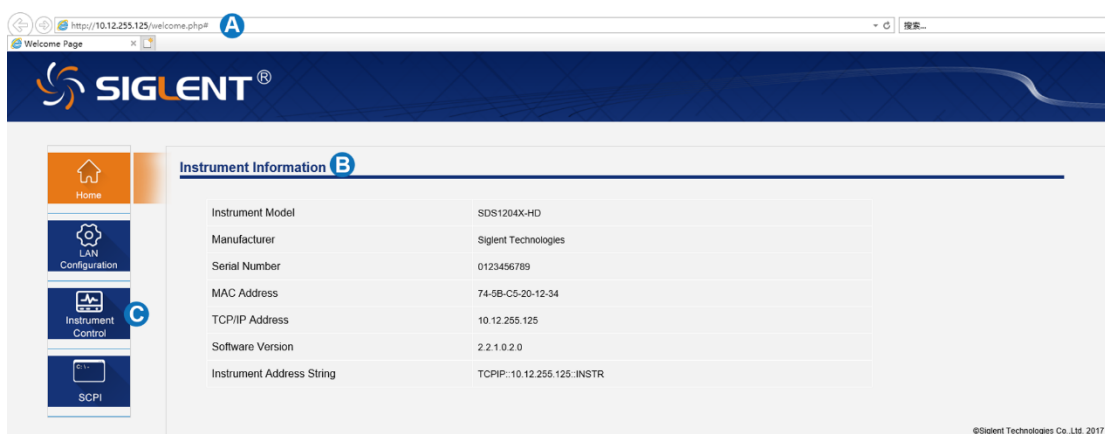 http://10.12.255.125/welcome.php#
A
搜索...
Welcome Page
SIGLENT®
Instrument Information
B
Home
LAN
Configuration
Instrument
Control
C
C:\-
SCPI
Instrument Model SDS1204X-HD
Manufacturer Siglent Technologies
Serial Number 0123456789
MAC Address 74-5B-C5-20-12-34
TCP/IP Address 10.12.255.125
Software Version 2.2.1.0.2.0
Instrument Address String TCPIP::10.12.255.125::INSTR
©Siglent Technologies Co.,Ltd. 2017